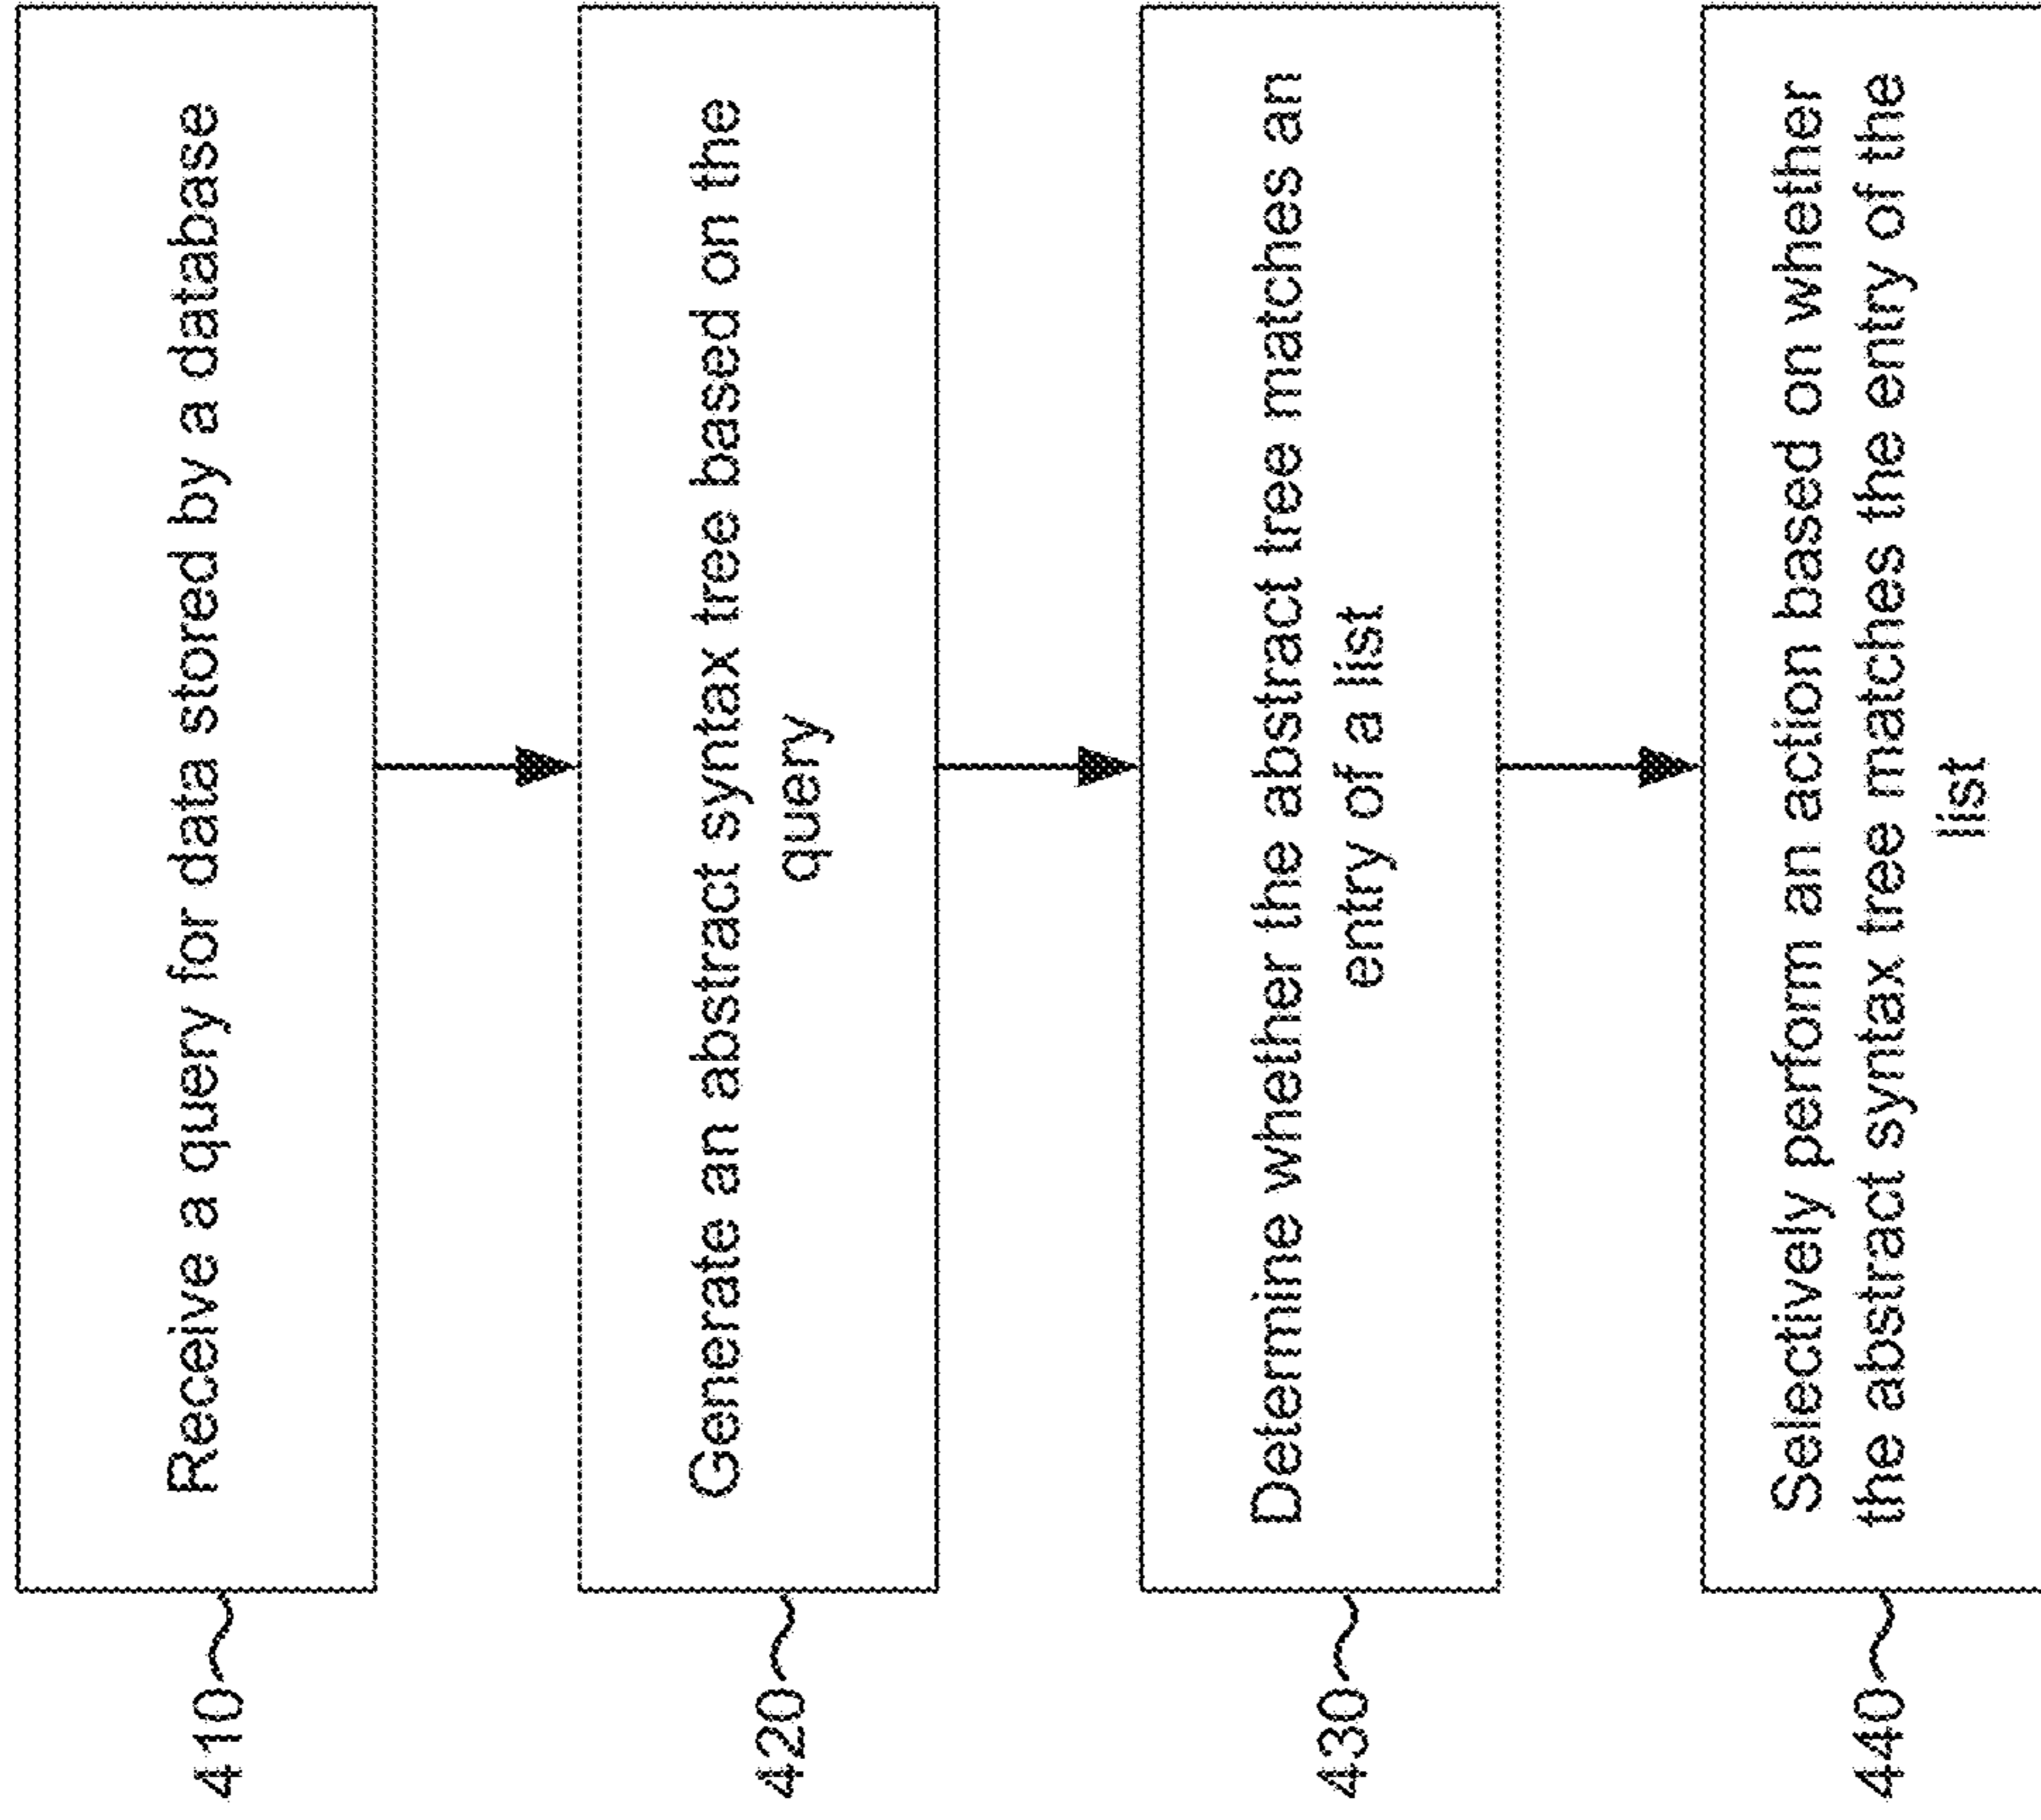 410
Receive a query for data stored by a database
420
Generate an abstract syntax tree based on the
query
430
Determine whether the abstract tree matches an
entry of a list
440
Selectively perform an action based on whether
the abstract syntax tree matches the entry of the
list